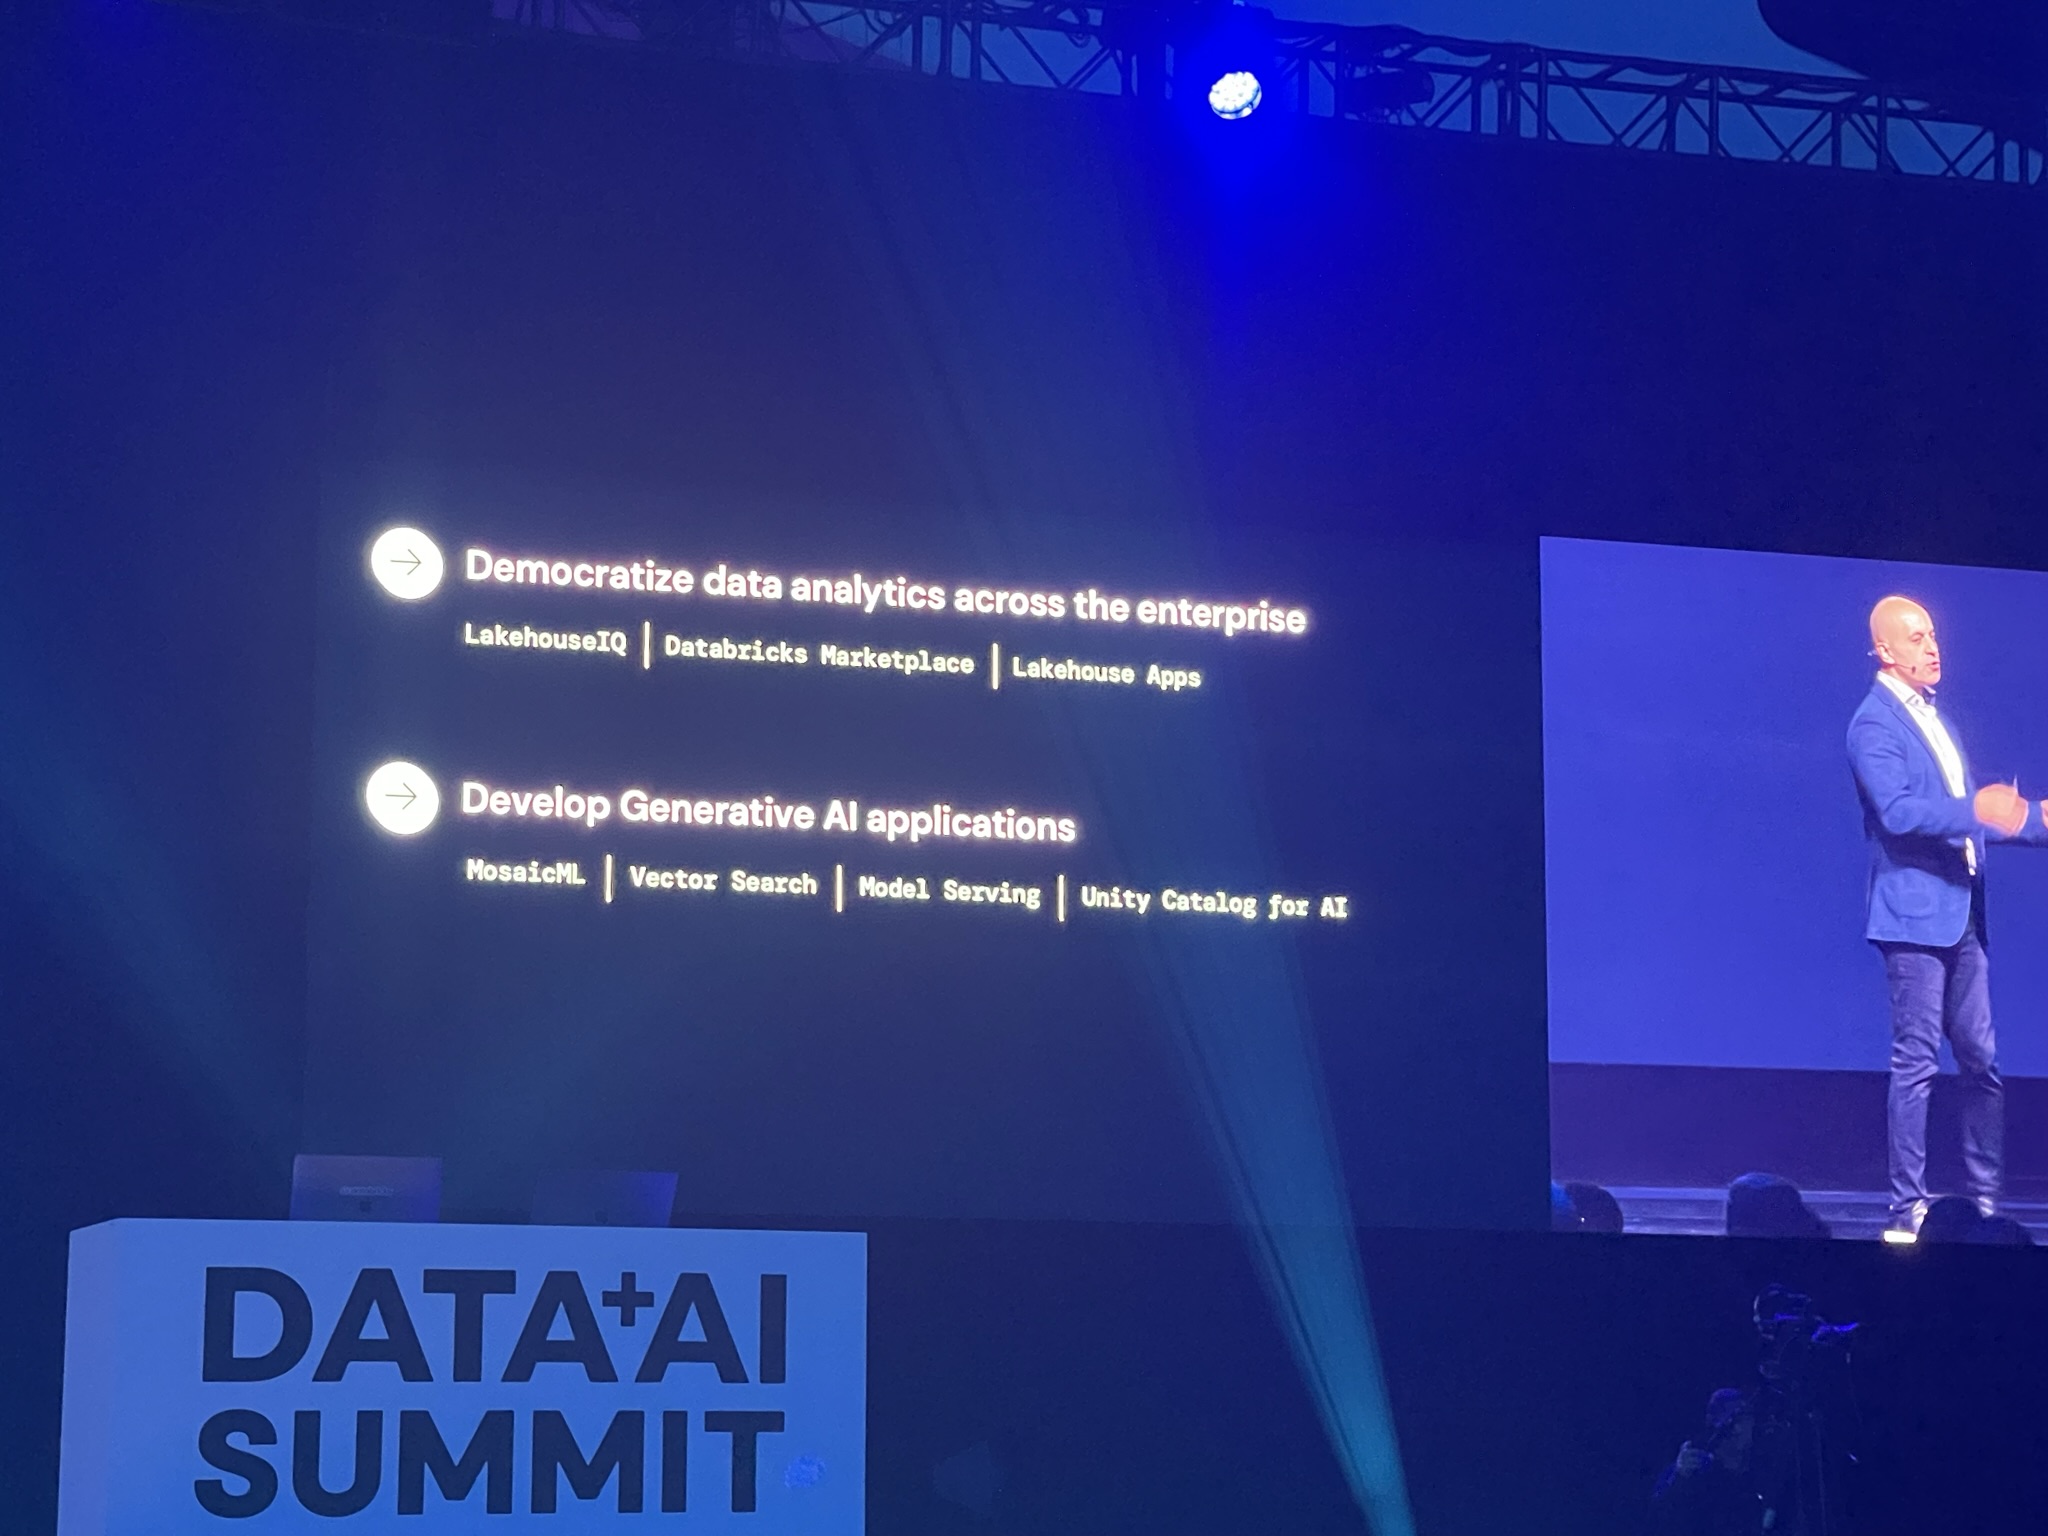 Democratize data analytics across the enterprise
LakehouseIQ | Databricks Marketplace | Lakehouse Apps
Develop Generative AI applications
MosaicML | Vector Search | Model Serving | Unity Catalog for AI
DATA+AI
SUMMIT